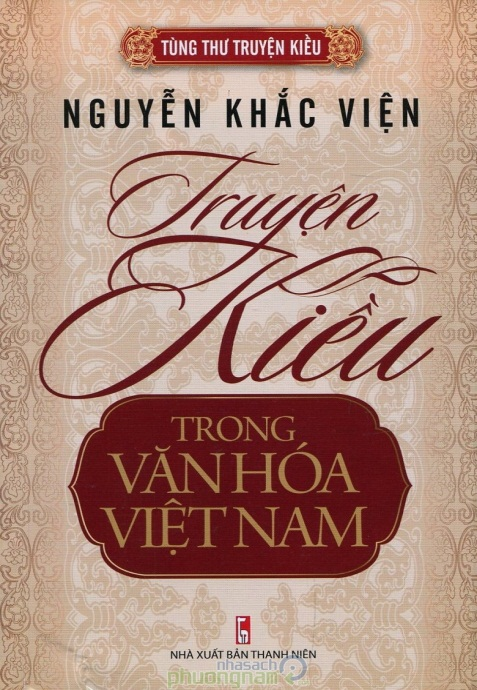 TÙNG THƯ TRUYỆN KIỀU
NGUYỄN KHẮC VIỆN
Truyện
Kiều
TRONG
VĂN HÓA
VIỆT NAM
NHÀ XUẤT BẢN THANH NIÊN
nhasach
phuongnam